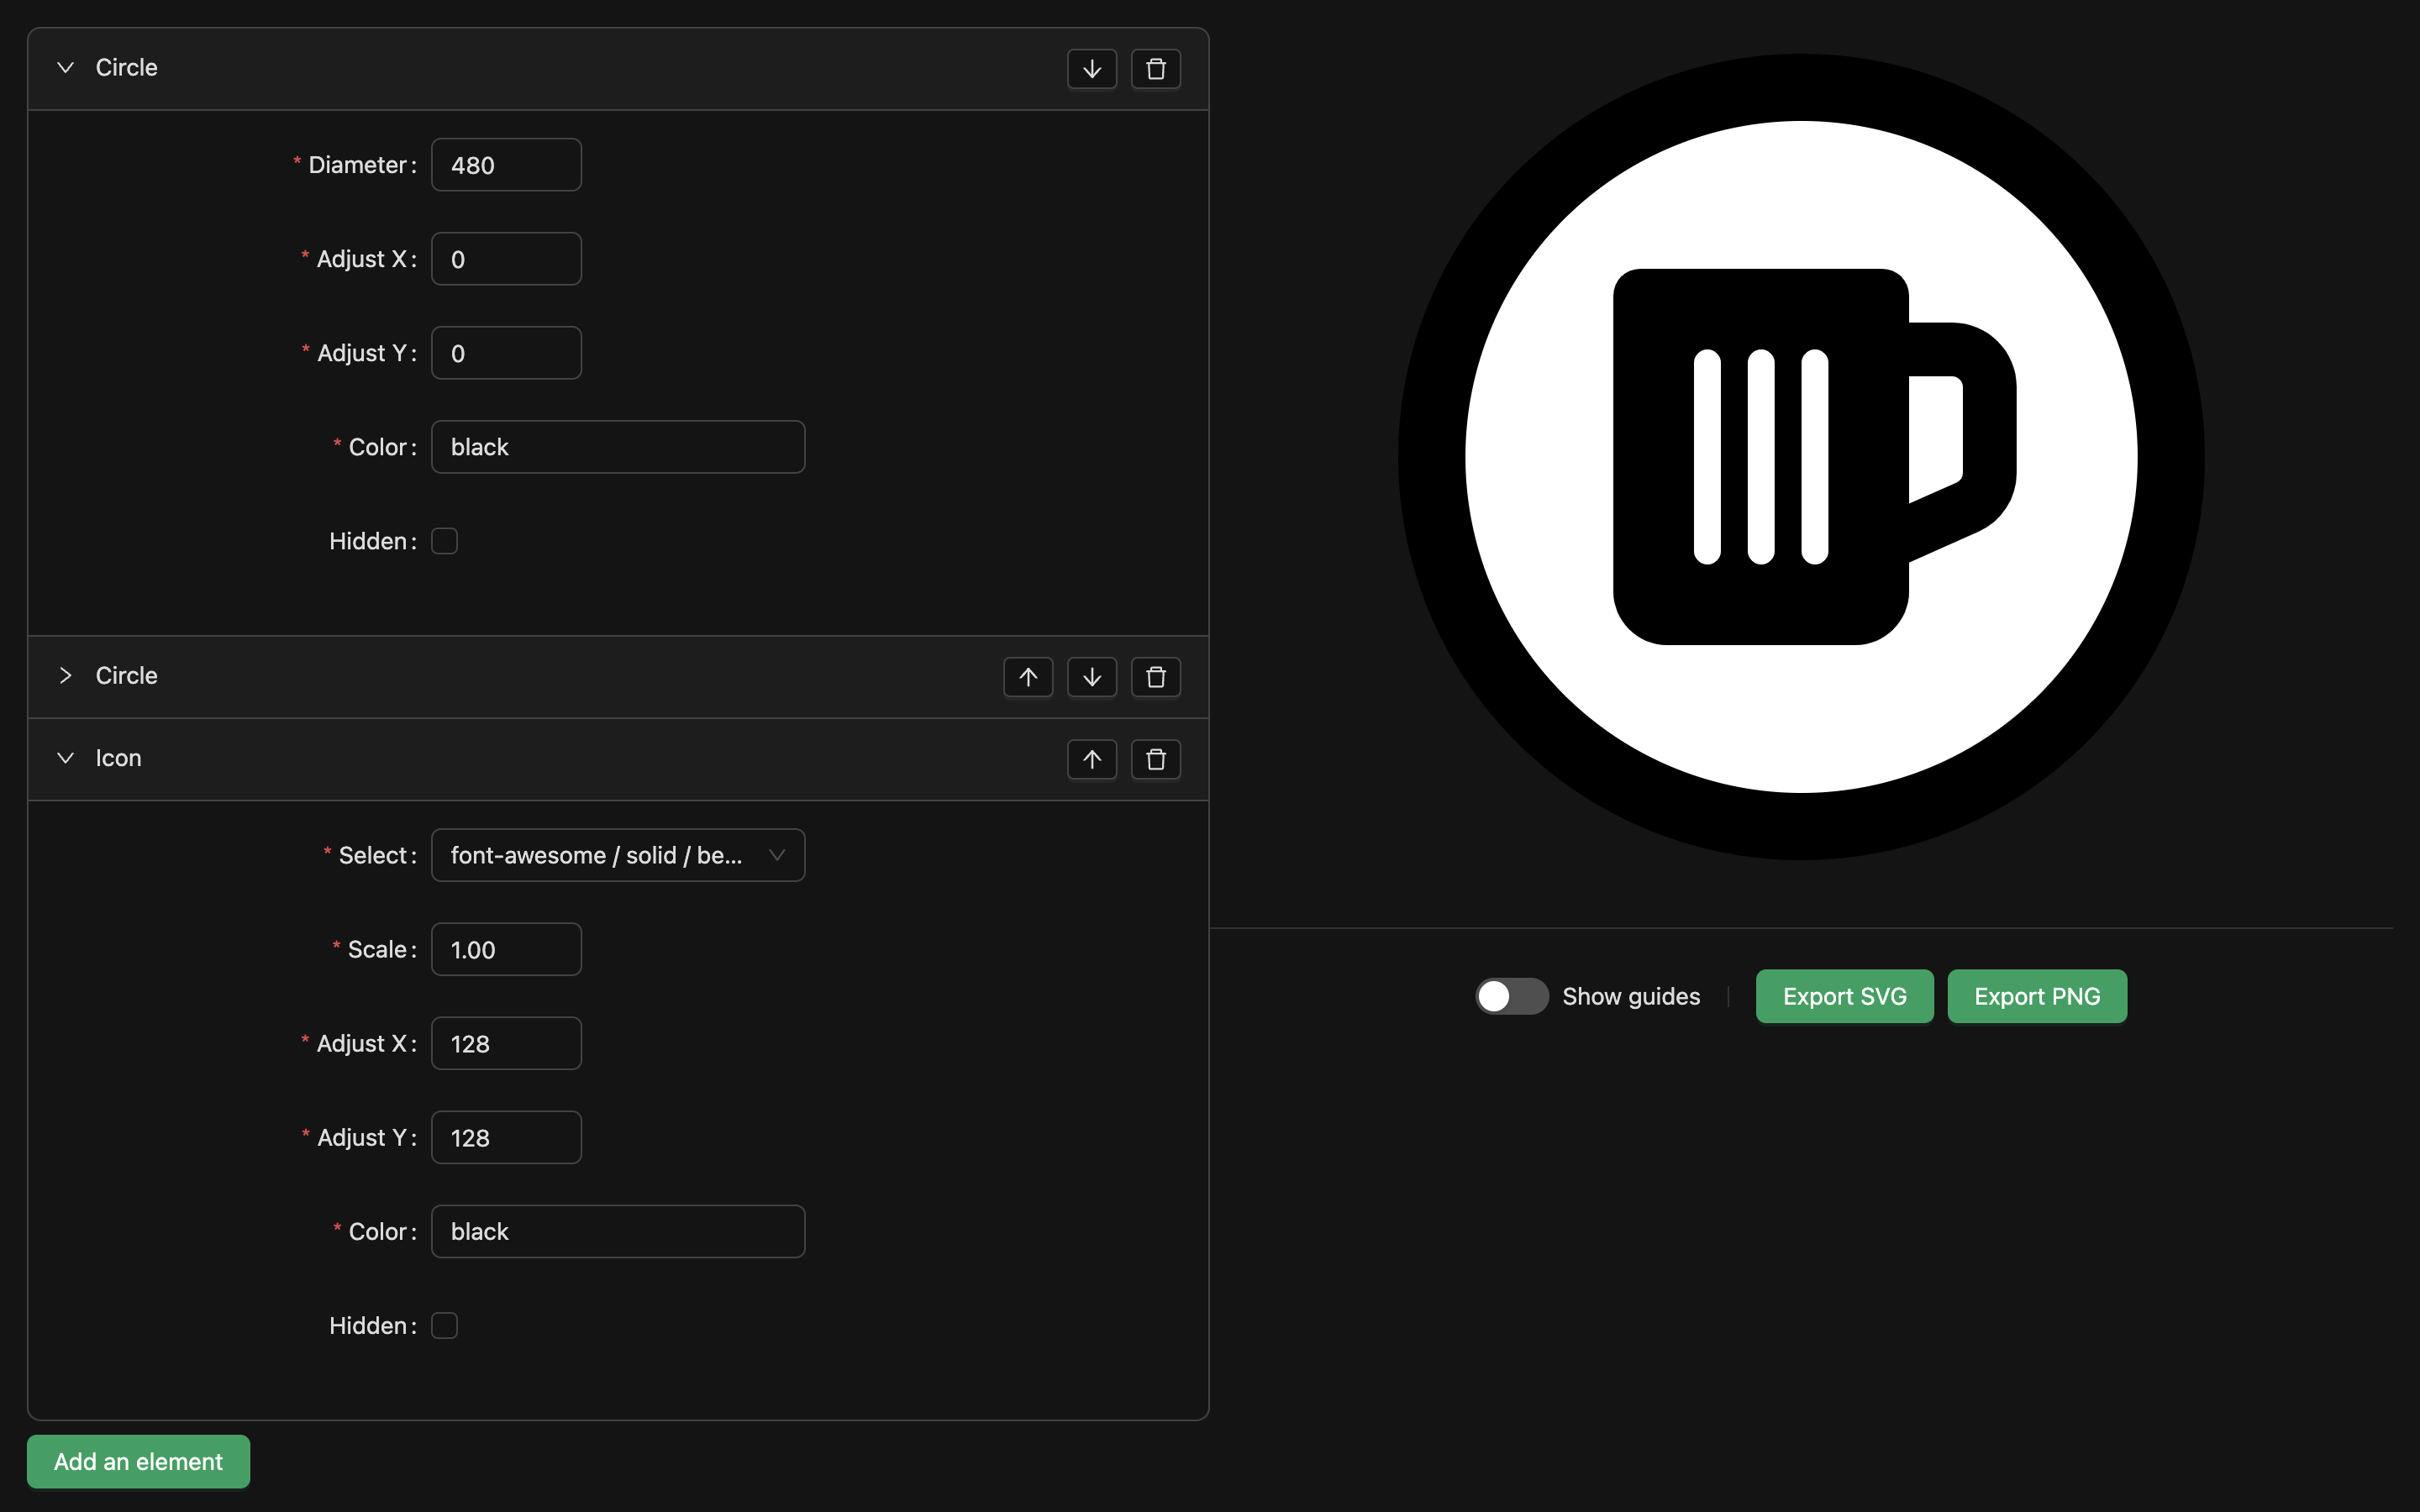 Circle
* Diameter: 480
* Adjust X: 0
* Adjust Y: 0
* Color: black
Hidden:
Circle
Icon
* Select: font-awesome / solid / be...
* Scale: 1.00
* Adjust X: 128
* Adjust Y: 128
* Color: black
Hidden:
Add an element
Show guides
Export SVG
Export PNG